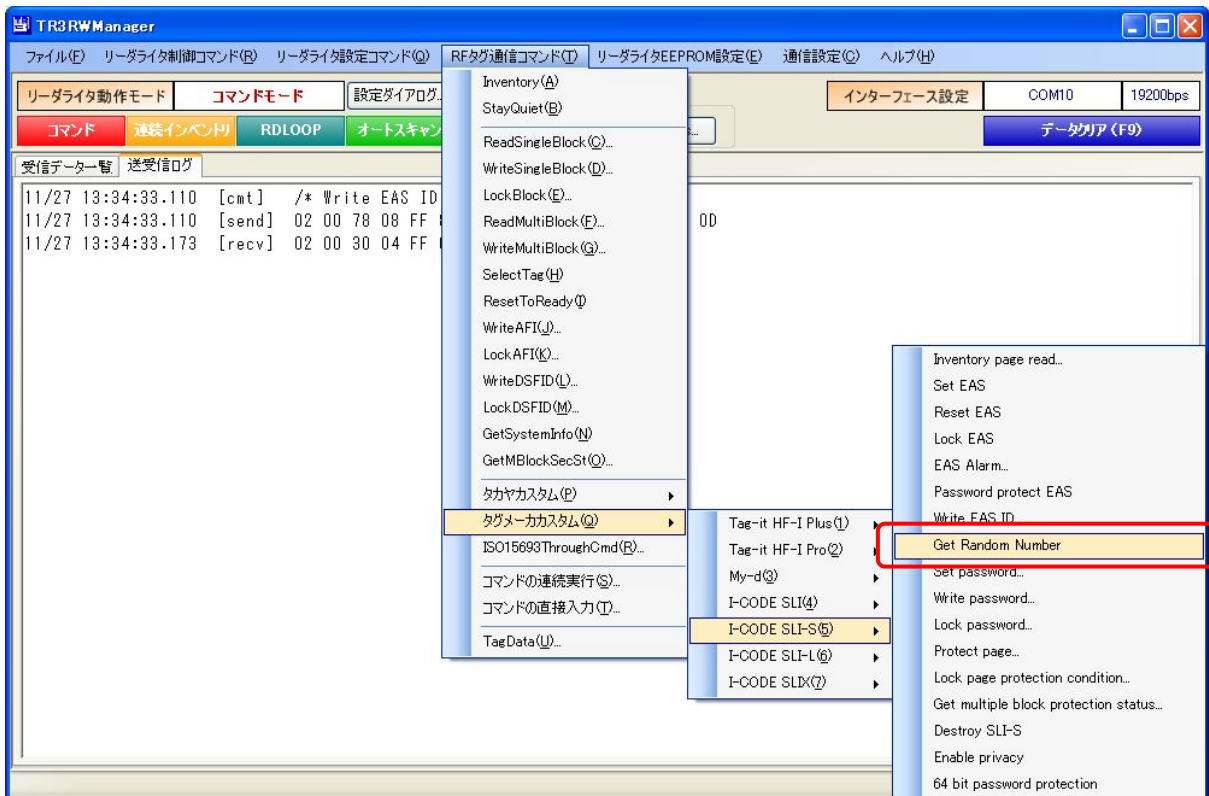 TR3RWManager
ファイル(F) リーダライタ制御コマンド(R) リーダライタ設定コマンド(Q) RFタグ通信コマンド(T) リーダライタEEPROM設定(E) 通信設定(C) ヘルプ(H)
リーダライタ動作モード コマンドモード 設定ダイアログ... インターフェース設定 COM10 19200bps
コマンド 連続インベントリ RDLOOP オートスキャン データクリア (F9)
受信データ一覧 送受信ログ
11/27 13:34:33.110 [cmt] /* Write EAS ID
11/27 13:34:33.110 [send] 02 00 78 08 FF 0D
11/27 13:34:33.173 [recv] 02 00 30 04 FF
Inventory(A)
StayQuiet(B)
ReadSingleBlock(C)...
WriteSingleBlock(D)...
LockBlock(E)...
ReadMultiBlock(F)...
WriteMultiBlock(G)...
SelectTag(H)
ResetToReady(I)
WriteAFI(J)...
LockAFI(K)...
WriteDSFID(L)...
LockDSFID(M)...
GetSystemInfo(N)
GetMBlockSecSt(O)...
タカヤカスタム(P)
タグメーカカスタム(Q)
ISO15693ThroughCmd(R)...
コマンドの連続実行(S)...
コマンドの直接入力(T)...
TagData(U)...
Tag-it HF-I Plus(1)
Tag-it HF-I Pro(2)
My-d(3)
I-CODE SLI(4)
I-CODE SLI-S(5)
I-CODE SLI-L(6)
I-CODE SLIX(7)
Inventory page read...
Set EAS
Reset EAS
Lock EAS
EAS Alarm...
Password protect EAS
Write EAS ID
Get Random Number
Set password...
Write password...
Lock password...
Protect page...
Lock page protection condition...
Get multiple block protection status...
Destroy SLI-S
Enable privacy
64 bit password protection